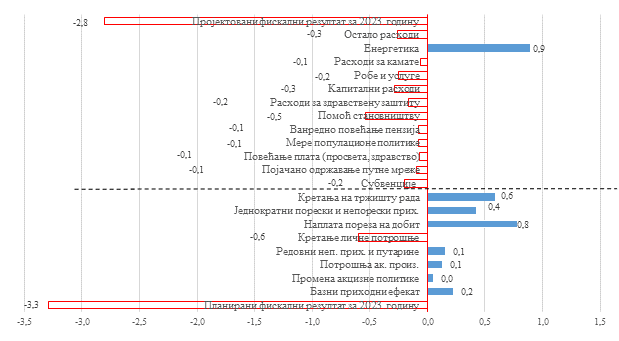 -2,8 Пројектовани фискални резултат за 2023. годину
-0,3 Остало расходи
Енергетика 0,9
-0,1 Расходи за камате
-0,2 Робе и услуге
-0,3 Капитални расходи
-0,2 Расходи за здравствену заштиту
-0,5 Помоћ становништву
-0,1 Ванредно повећање пензија
-0,1 Мере популационе политике
-0,1 Повећање плата (просвета, здравство)
-0,1 Појачано одржавање путне мреже
-0,2 Субвенције
Кретања на тржишту рада 0,6
Једнократни порески и непорески прих. 0,4
Наплата пореза на добит 0,8
-0,6 Кретање личне потрошње
Редовни неп. прих. и путарине 0,1
Потрошња ак. произ. 0,1
Промена акцизне политике 0,0
Базни приходни ефекат 0,2
-3,3 Планирани фискални резултат за 2023. годину
-3,5 -3,0 -2,5 -2,0 -1,5 -1,0 -0,5 0,0 0,5 1,0 1,5